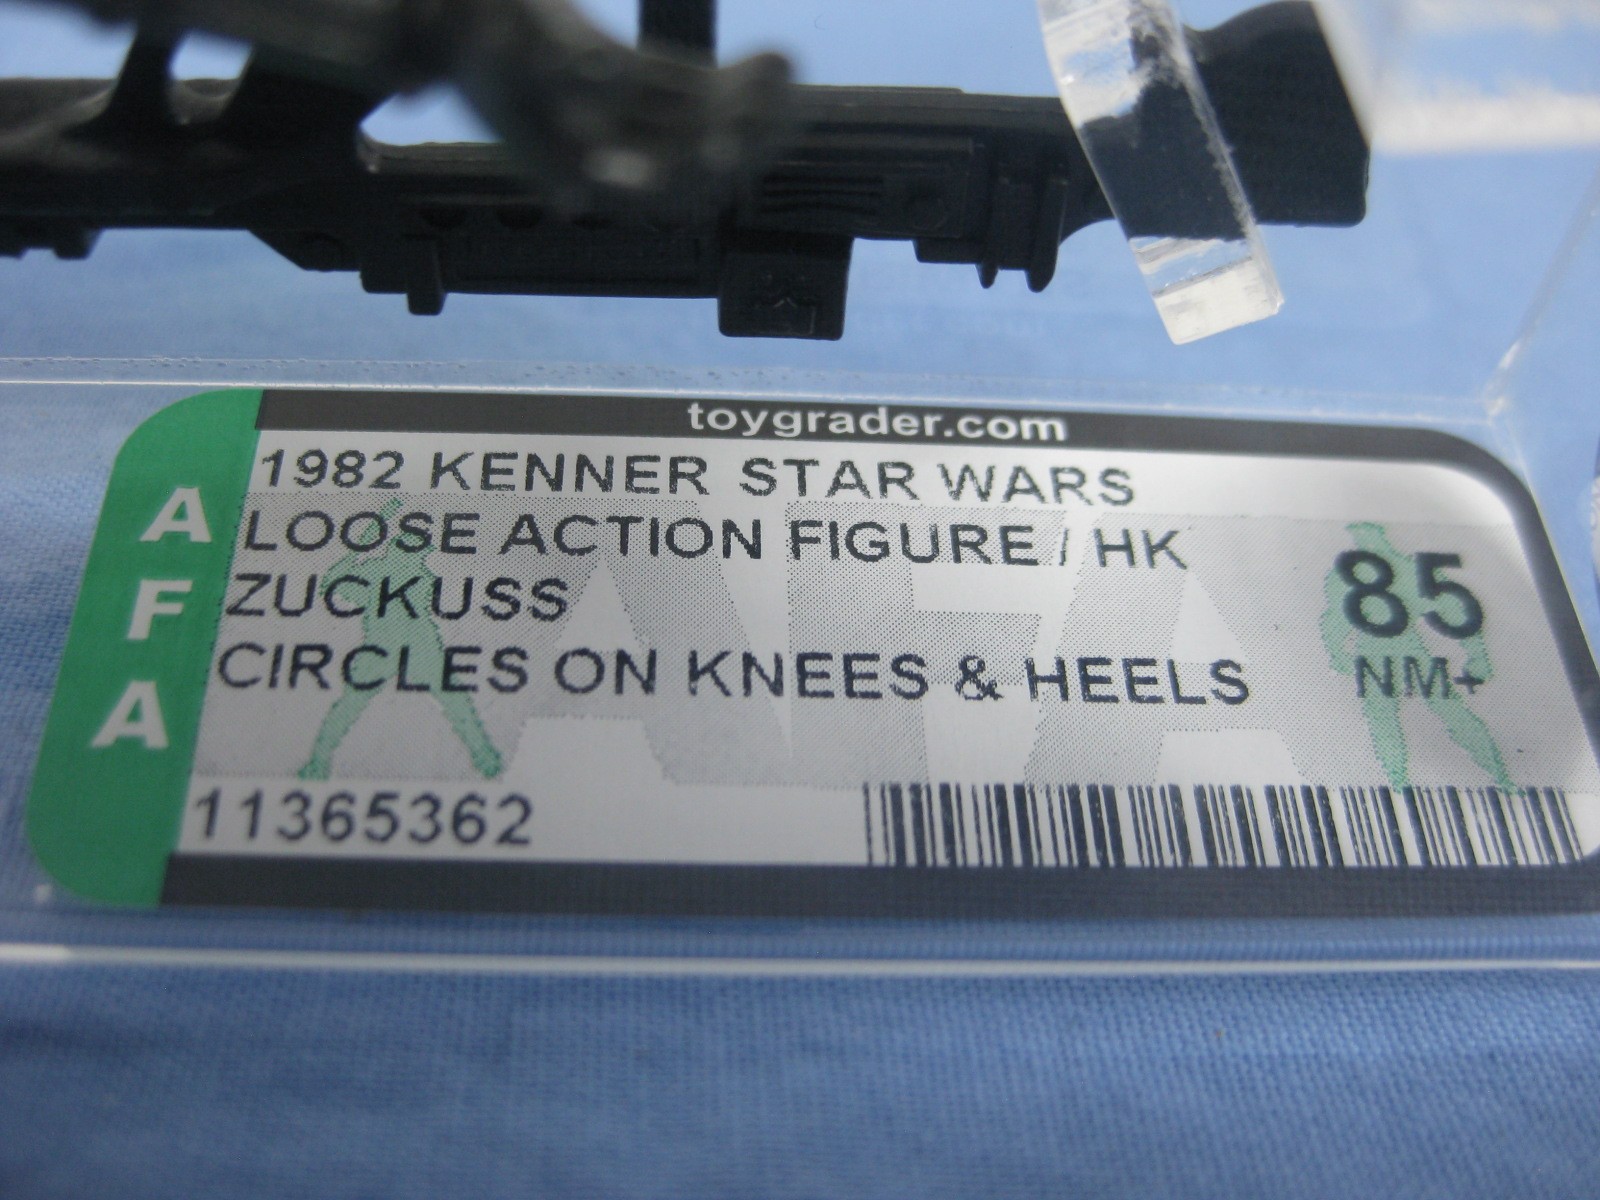 toygrader.com
AFA
1982 KENNER STAR WARS
LOOSE ACTION FIGURE / HK
ZUCKUSS
CIRCLES ON KNEES & HEELS
85
NM+
11365362